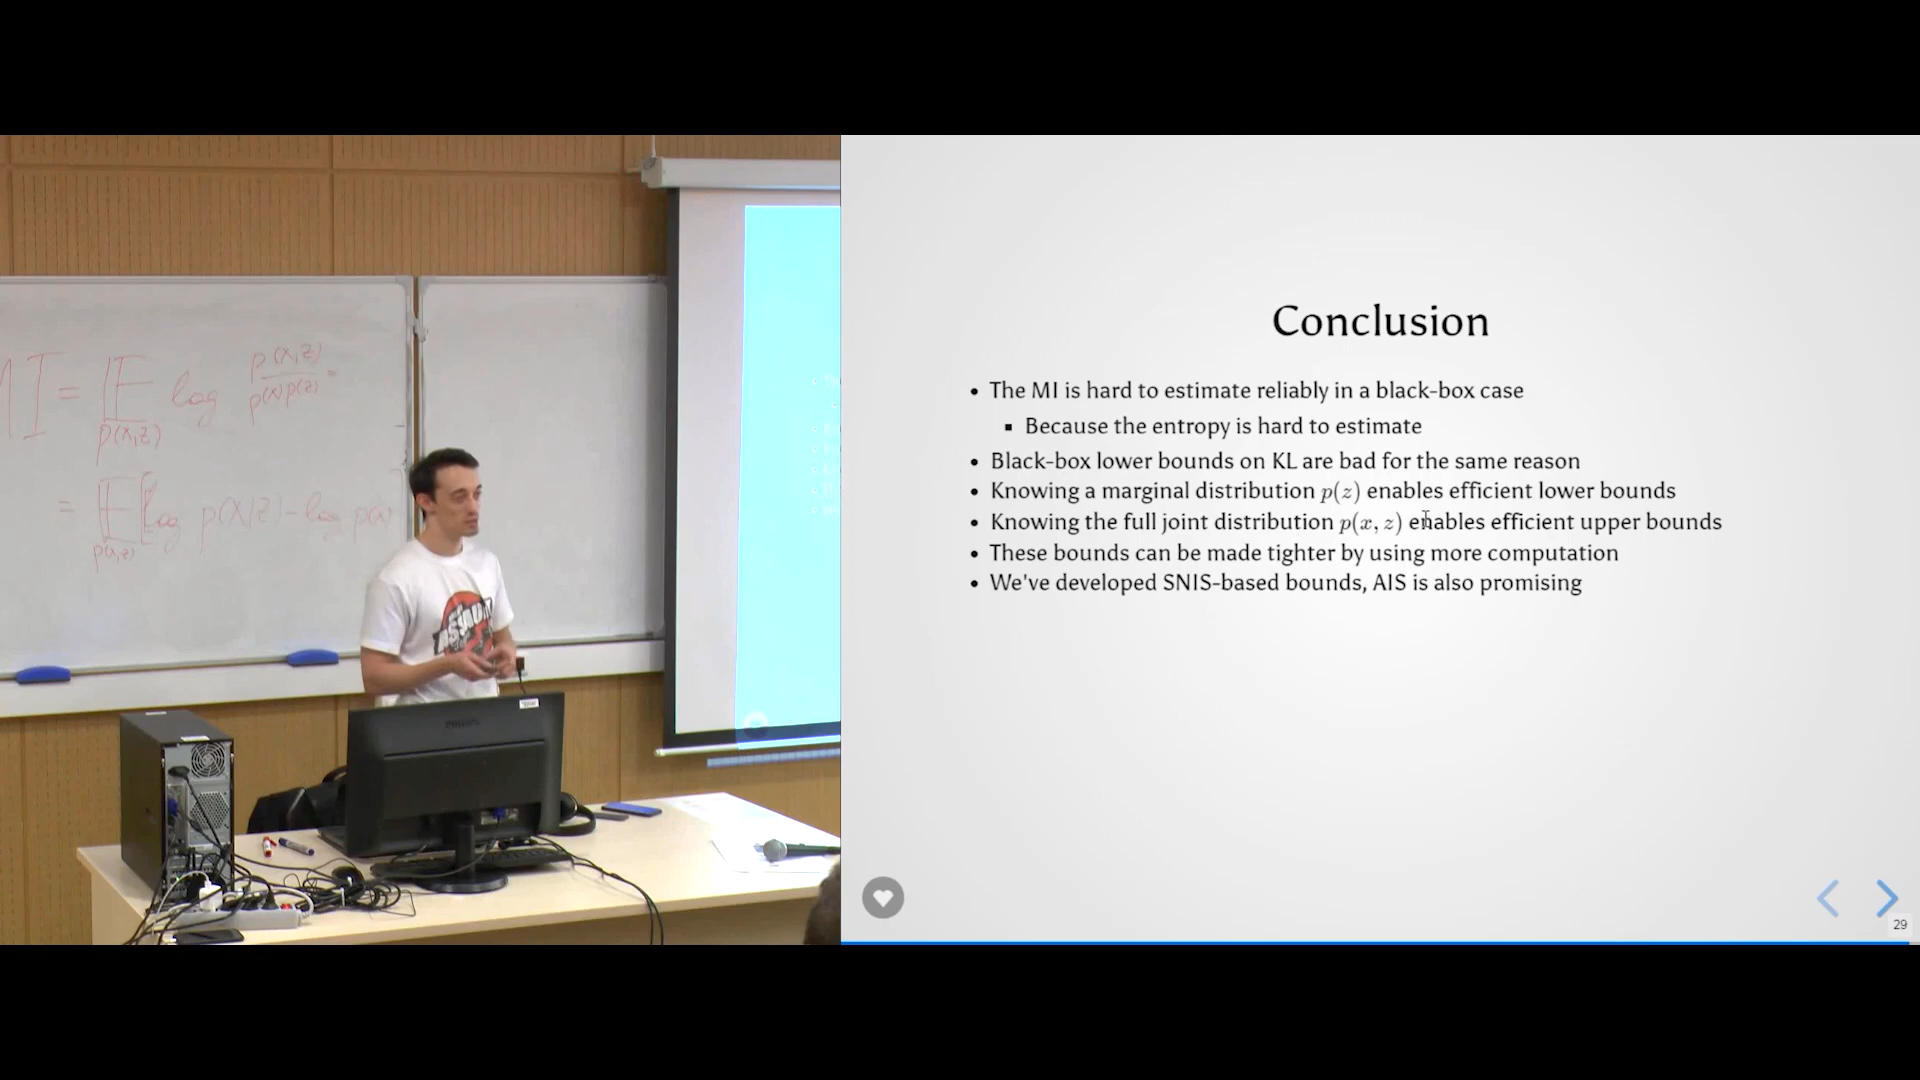 MI = E log p(x,z) / p(x)p(z) =
p(x,z)
= E [log p(x|z) - log p(x)
p(x,z)
PHILIPS
Conclusion
• The MI is hard to estimate reliably in a black-box case
▪ Because the entropy is hard to estimate
• Black-box lower bounds on KL are bad for the same reason
• Knowing a marginal distribution p(z) enables efficient lower bounds
• Knowing the full joint distribution p(x, z) enables efficient upper bounds
• These bounds can be made tighter by using more computation
• We've developed SNIS-based bounds, AIS is also promising
29